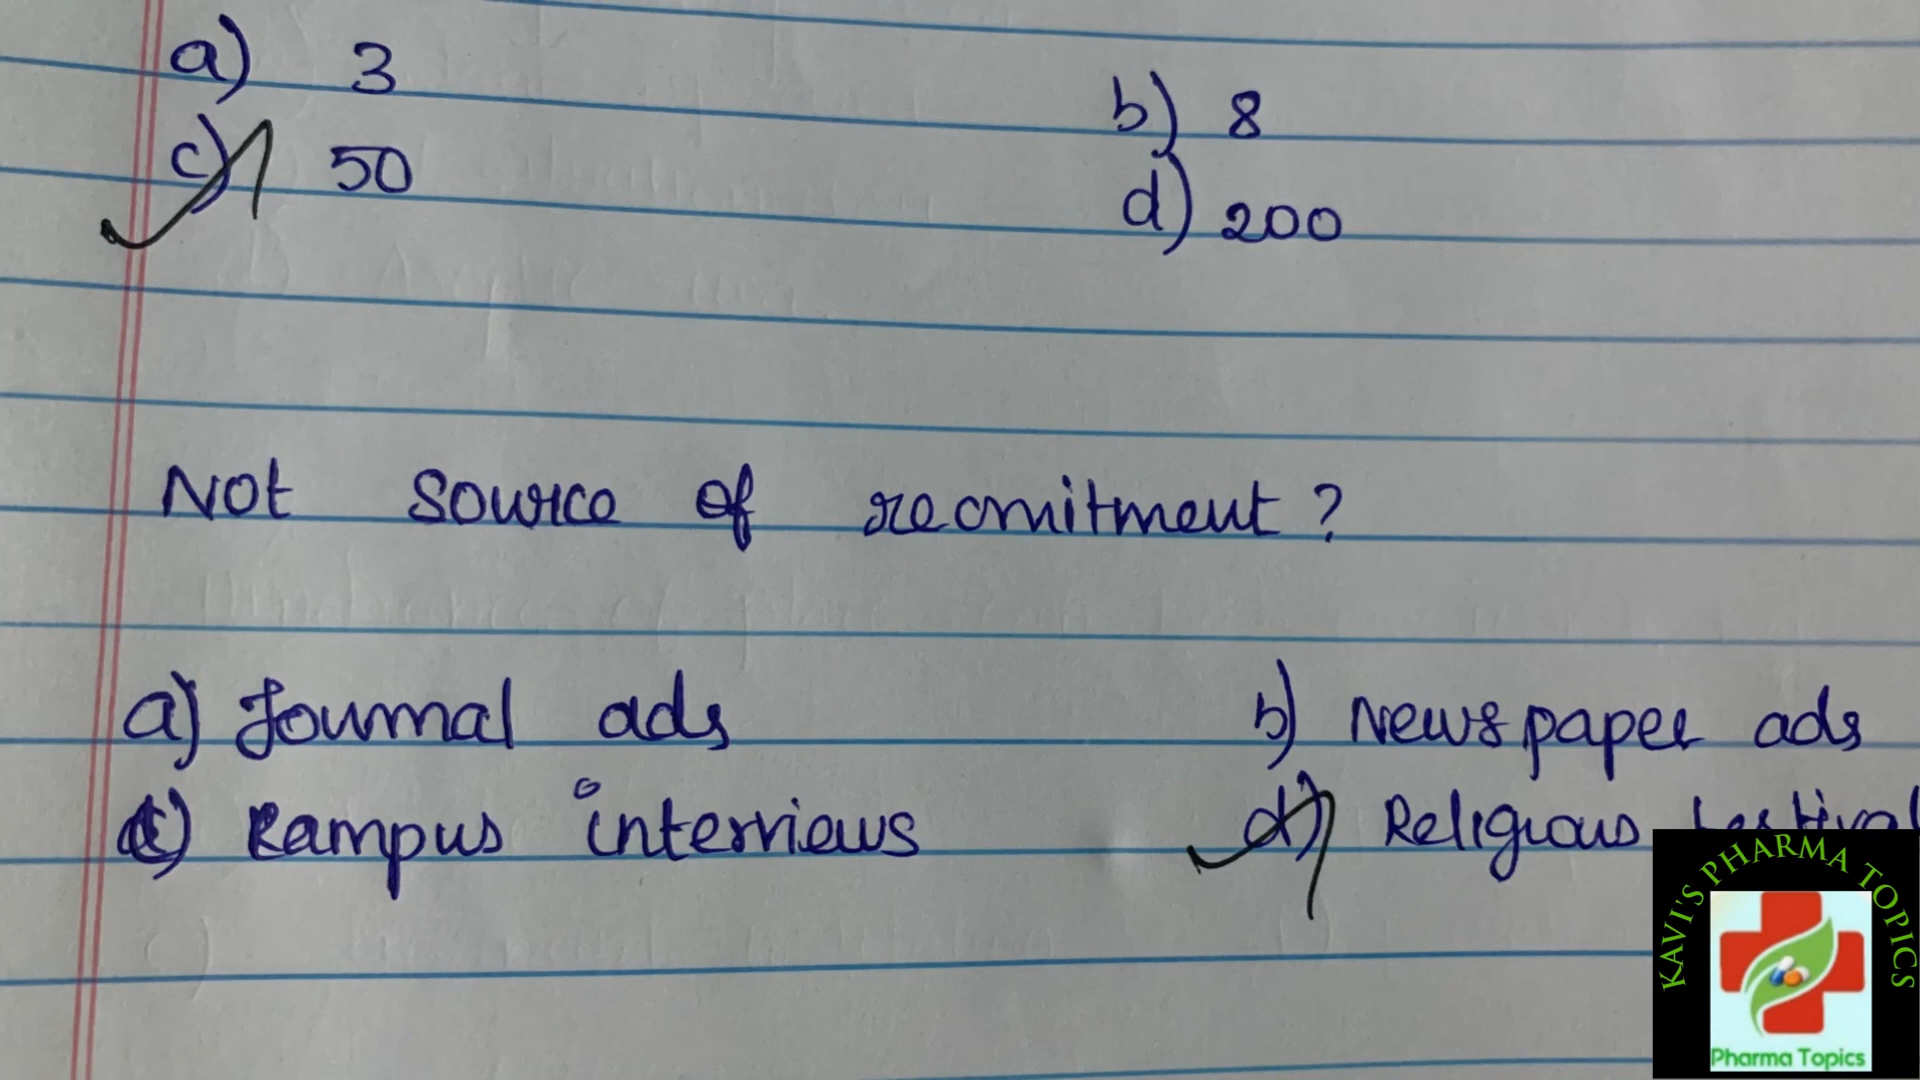 a) 3 b) 8
c) 50 d) 200
Not source of recruitment?
a) Journal ads b) Newspaper ads
c) Campus interviews d) Religious festival
KAVI'S PHARMA TOPICS
Pharma Topics